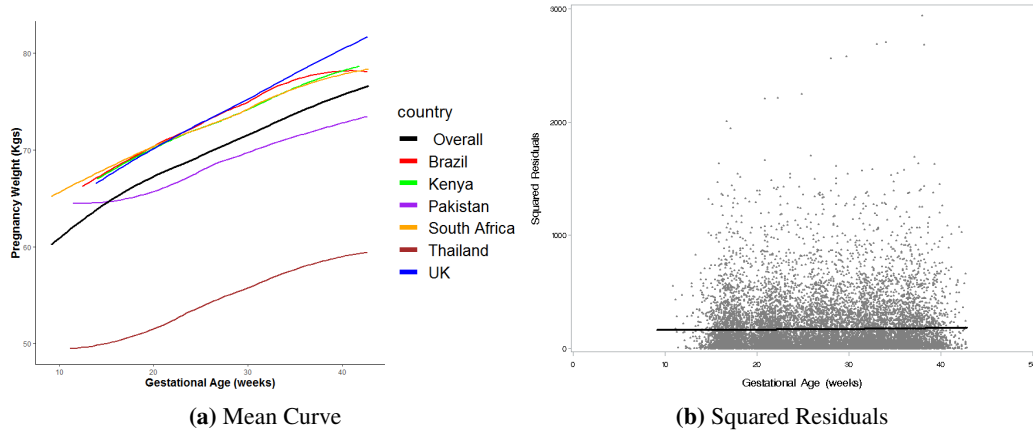 80
70
60
50
10
20
30
40
Pregnancy Weight (Kgs)
Gestational Age (weeks)
country
Overall
Brazil
Kenya
Pakistan
South Africa
Thailand
UK
(a) Mean Curve
3000
2000
1000
0
0
10
20
30
40
50
Squared Residuals
Gestational Age (weeks)
(b) Squared Residuals